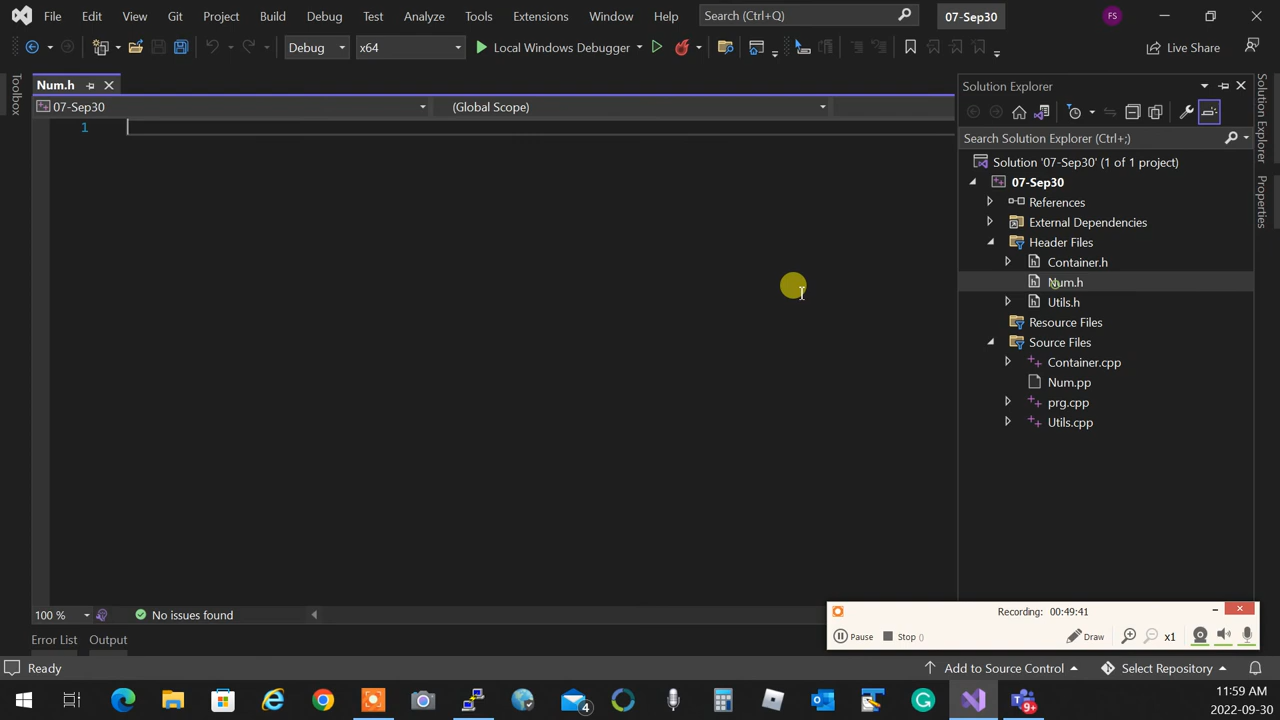 File Edit View Git Project Build Debug Test Analyze Tools Extensions Window Help Search (Ctrl+Q) 07-Sep30 FS
Debug x64 Local Windows Debugger Live Share
Toolbox
Num.h
07-Sep30 (Global Scope)
1
100 % No issues found
Error List Output
Solution Explorer
Search Solution Explorer (Ctrl+;)
Solution '07-Sep30' (1 of 1 project)
07-Sep30
References
External Dependencies
Header Files
Container.h
Num.h
Utils.h
Resource Files
Source Files
Container.cpp
Num.pp
prg.cpp
Utils.cpp
Solution Explorer
Properties
Recording: 00:49:41
Pause Stop () Draw x1
Ready Add to Source Control Select Repository
4 9+ 11:59 AM
2022-09-30